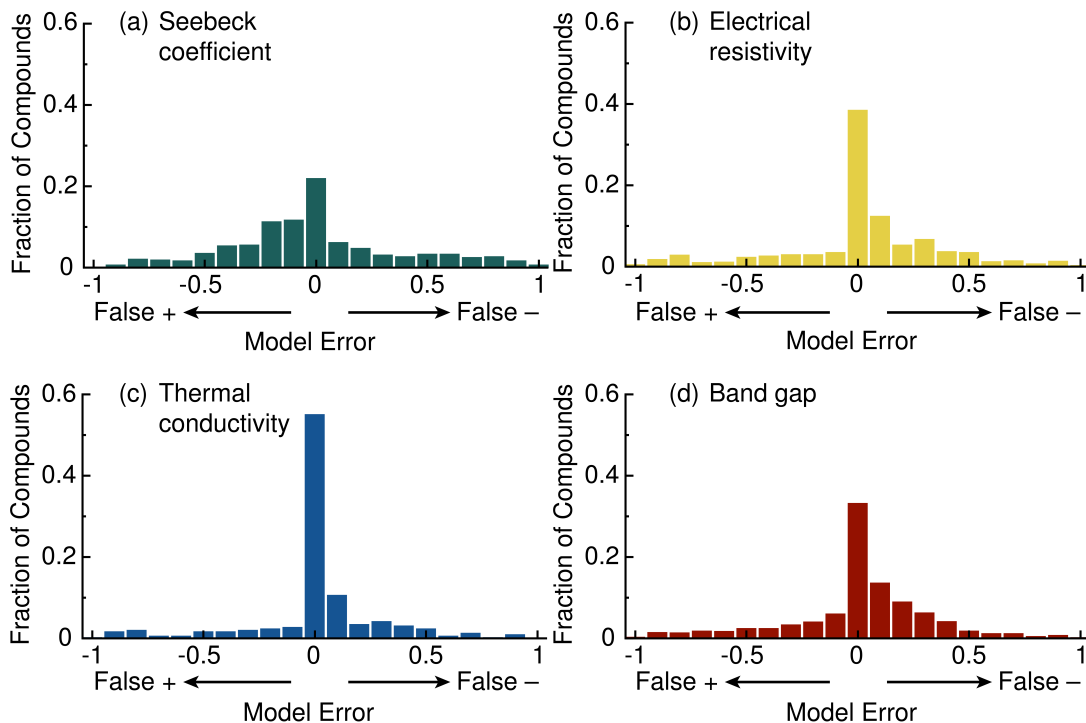 (a) Seebeck
coefficient
Fraction of Compounds
0.6
0.4
0.2
0
-1 -0.5 0 0.5 1
False + False –
Model Error
(b) Electrical
resistivity
Fraction of Compounds
0.6
0.4
0.2
0
-1 -0.5 0 0.5 1
False + False –
Model Error
(c) Thermal
conductivity
Fraction of Compounds
0.6
0.4
0.2
0
-1 -0.5 0 0.5 1
False + False –
Model Error
(d) Band gap
Fraction of Compounds
0.6
0.4
0.2
0
-1 -0.5 0 0.5 1
False + False –
Model Error